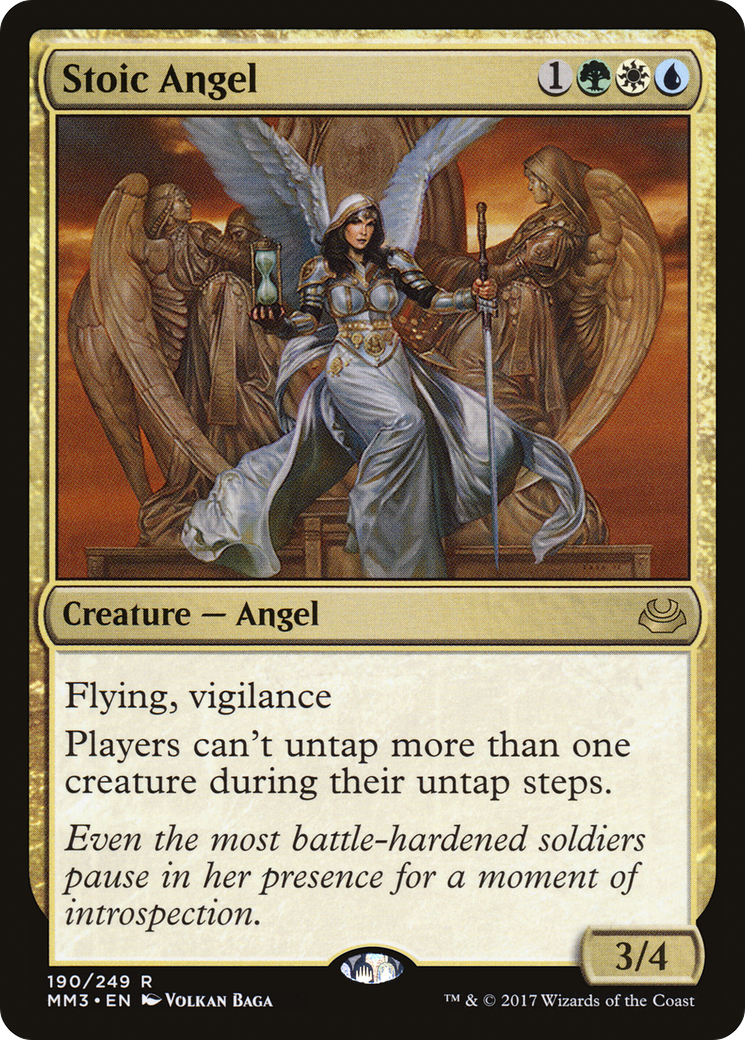 Stoic Angel 1
Creature — Angel
Flying, vigilance
Players can't untap more than one
creature during their untap steps.
Even the most battle-hardened soldiers
pause in her presence for a moment of
introspection.
3/4
190/249 R
MM3 • EN Volkan Baga
™ & © 2017 Wizards of the Coast